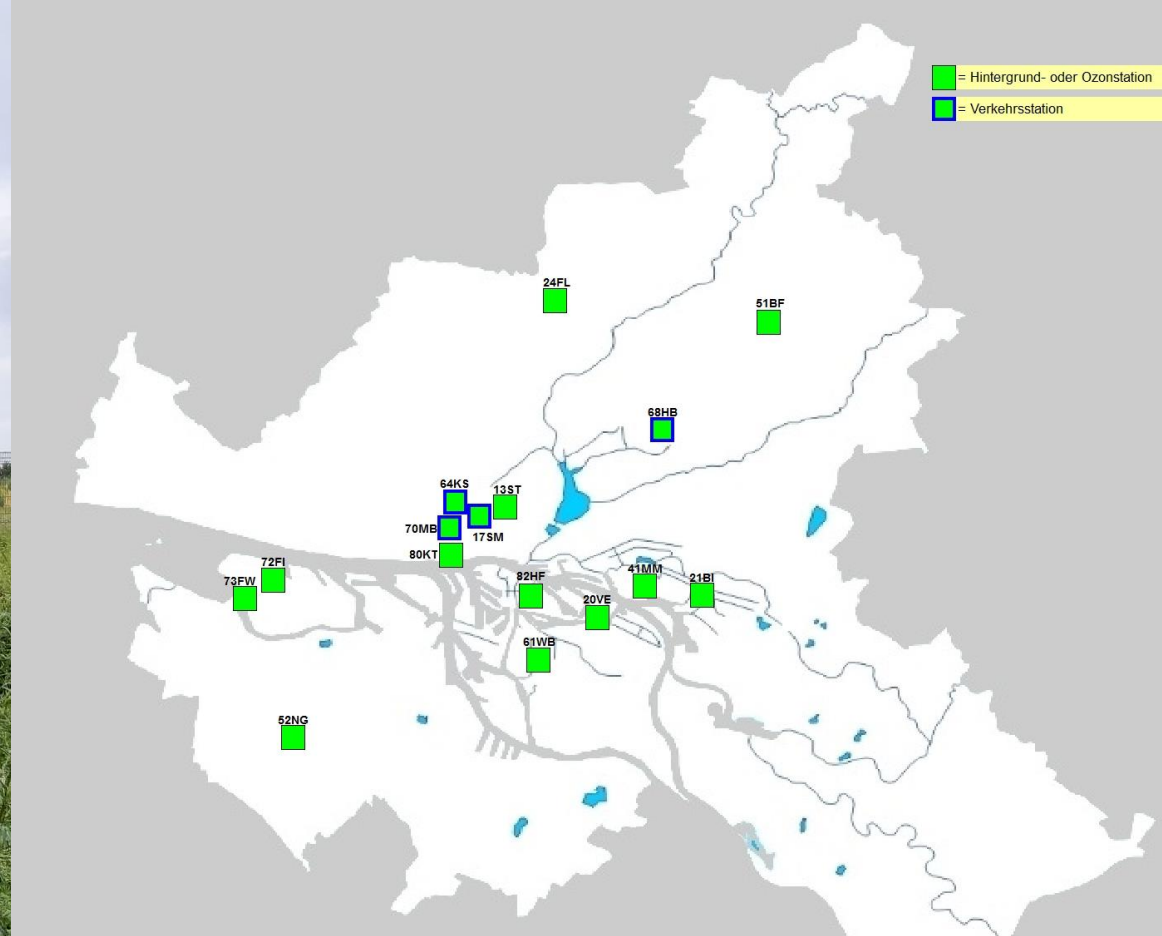 = Hintergrund- oder Ozonstation
= Verkehrsstation
24FL
51BF
68HB
64KS
13ST
70MB
17SM
80KT
72FI
73FW
82HF
41MM
21BI
20VE
61WB
52NG